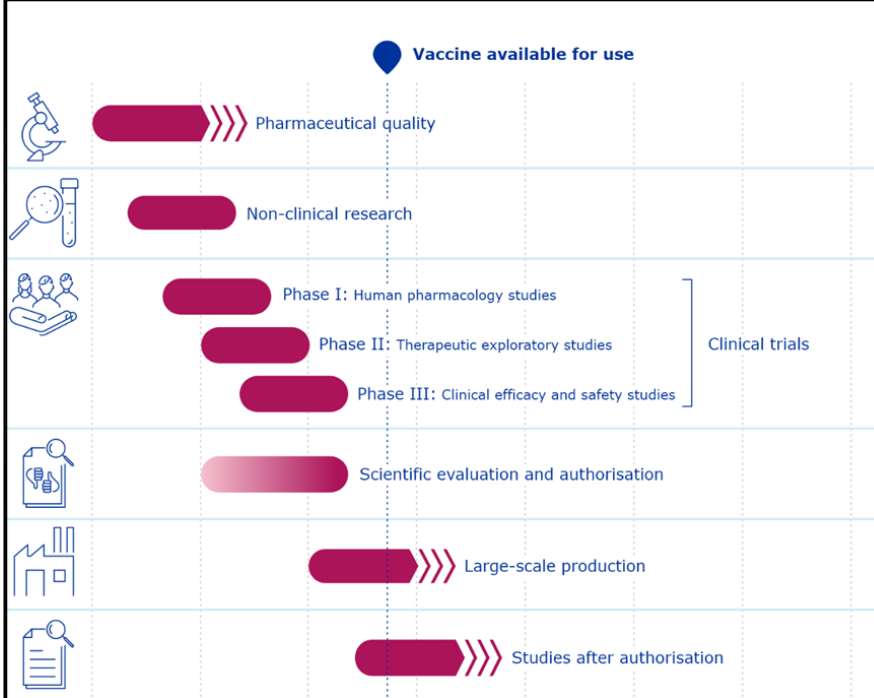 Vaccine available for use
Pharmaceutical quality
Non-clinical research
Phase I: Human pharmacology studies
Phase II: Therapeutic exploratory studies
Clinical trials
Phase III: Clinical efficacy and safety studies
Scientific evaluation and authorisation
Large-scale production
Studies after authorisation